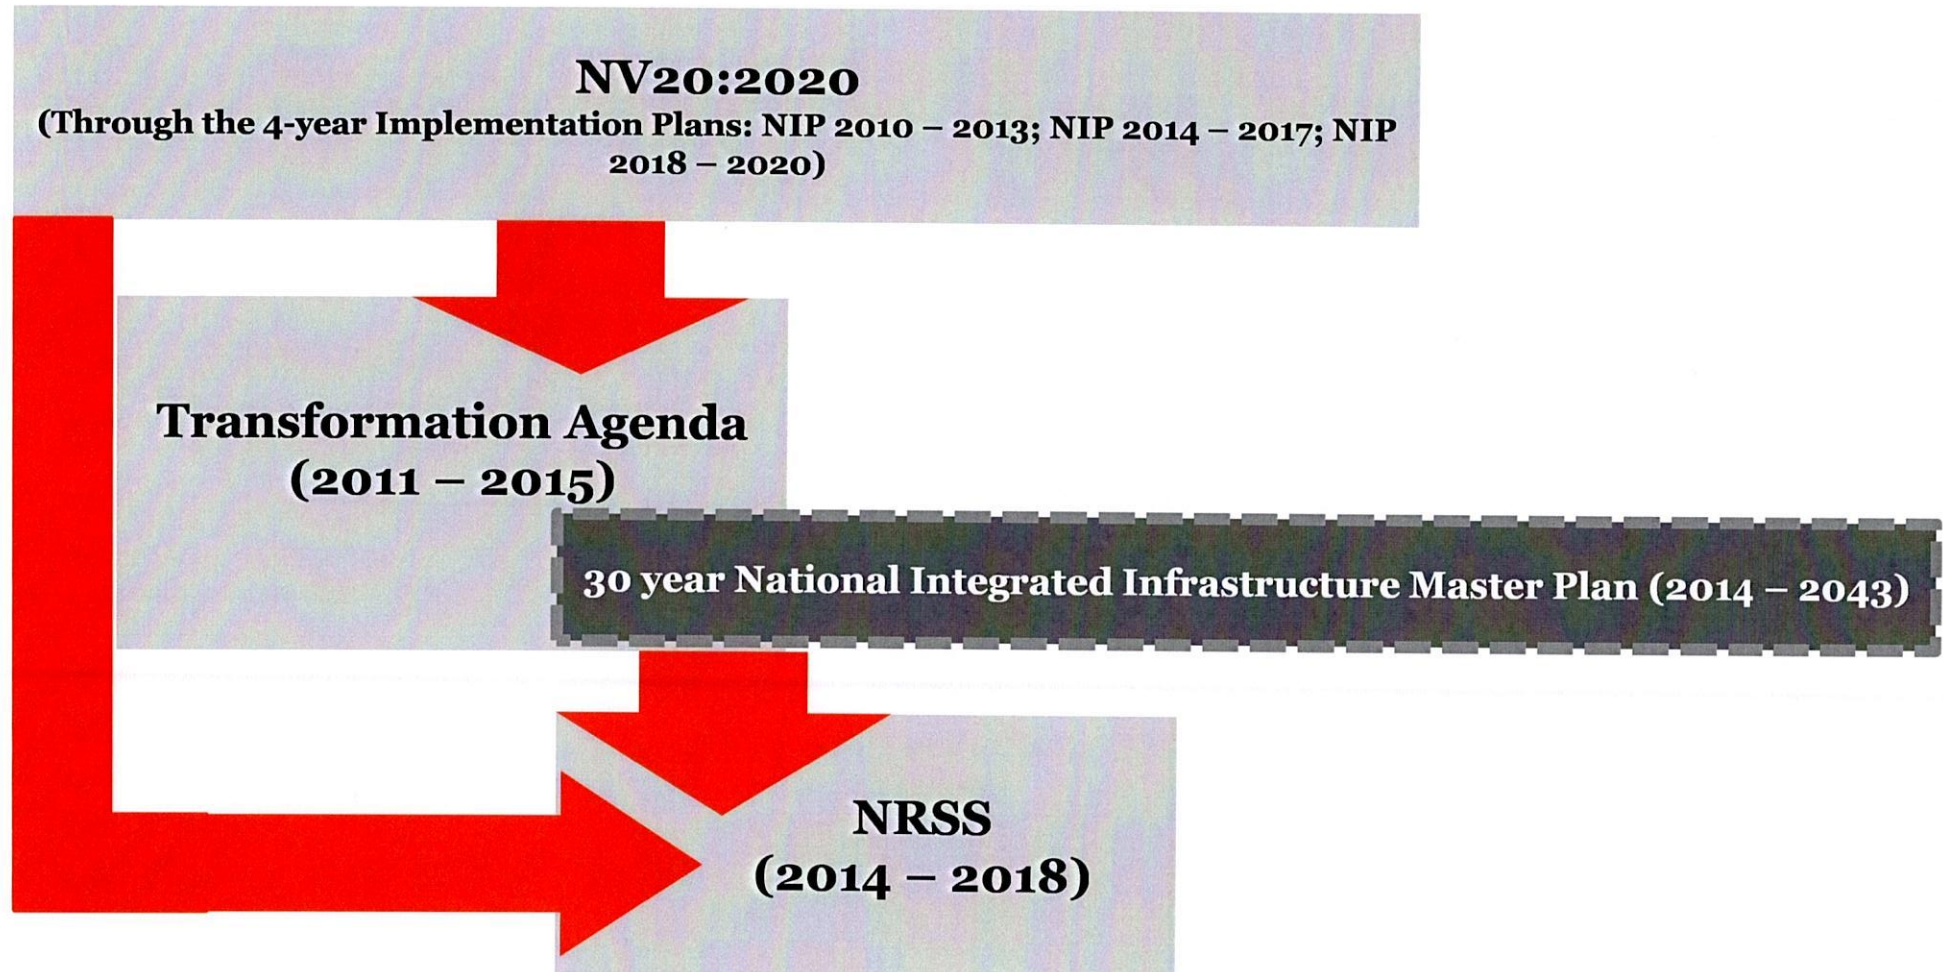 NV20:2020
(Through the 4-year Implementation Plans: NIP 2010 – 2013; NIP 2014 – 2017; NIP
2018 – 2020)
Transformation Agenda
(2011 – 2015)
30 year National Integrated Infrastructure Master Plan (2014 – 2043)
NRSS
(2014 – 2018)